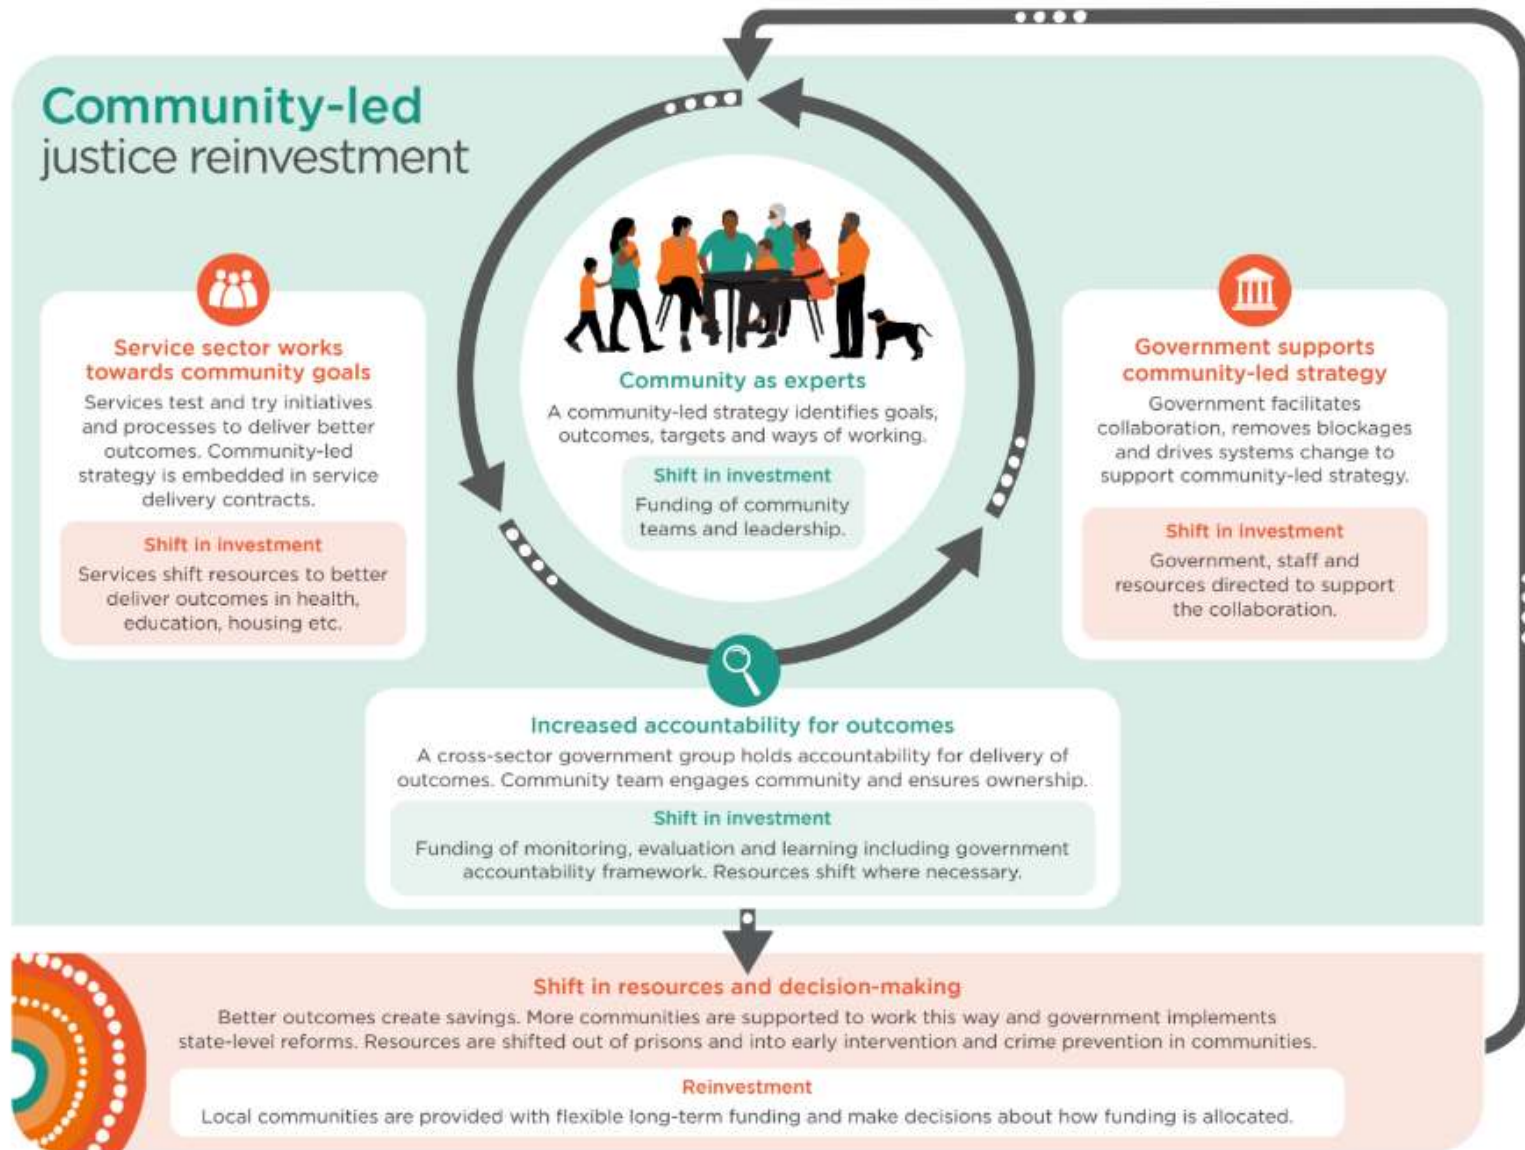 Community-led
justice reinvestment
Service sector works
towards community goals
Services test and try initiatives
and processes to deliver better
outcomes. Community-led
strategy is embedded in service
delivery contracts.
Shift in investment
Services shift resources to better
deliver outcomes in health,
education, housing etc.
Community as experts
A community-led strategy identifies goals,
outcomes, targets and ways of working.
Shift in investment
Funding of community
teams and leadership.
Government supports
community-led strategy
Government facilitates
collaboration, removes blockages
and drives systems change to
support community-led strategy.
Shift in investment
Government, staff and
resources directed to support
the collaboration.
Increased accountability for outcomes
A cross-sector government group holds accountability for delivery of
outcomes. Community team engages community and ensures ownership.
Shift in investment
Funding of monitoring, evaluation and learning including government
accountability framework. Resources shift where necessary.
Shift in resources and decision-making
Better outcomes create savings. More communities are supported to work this way and government implements
state-level reforms. Resources are shifted out of prisons and into early intervention and crime prevention in communities.
Reinvestment
Local communities are provided with flexible long-term funding and make decisions about how funding is allocated.